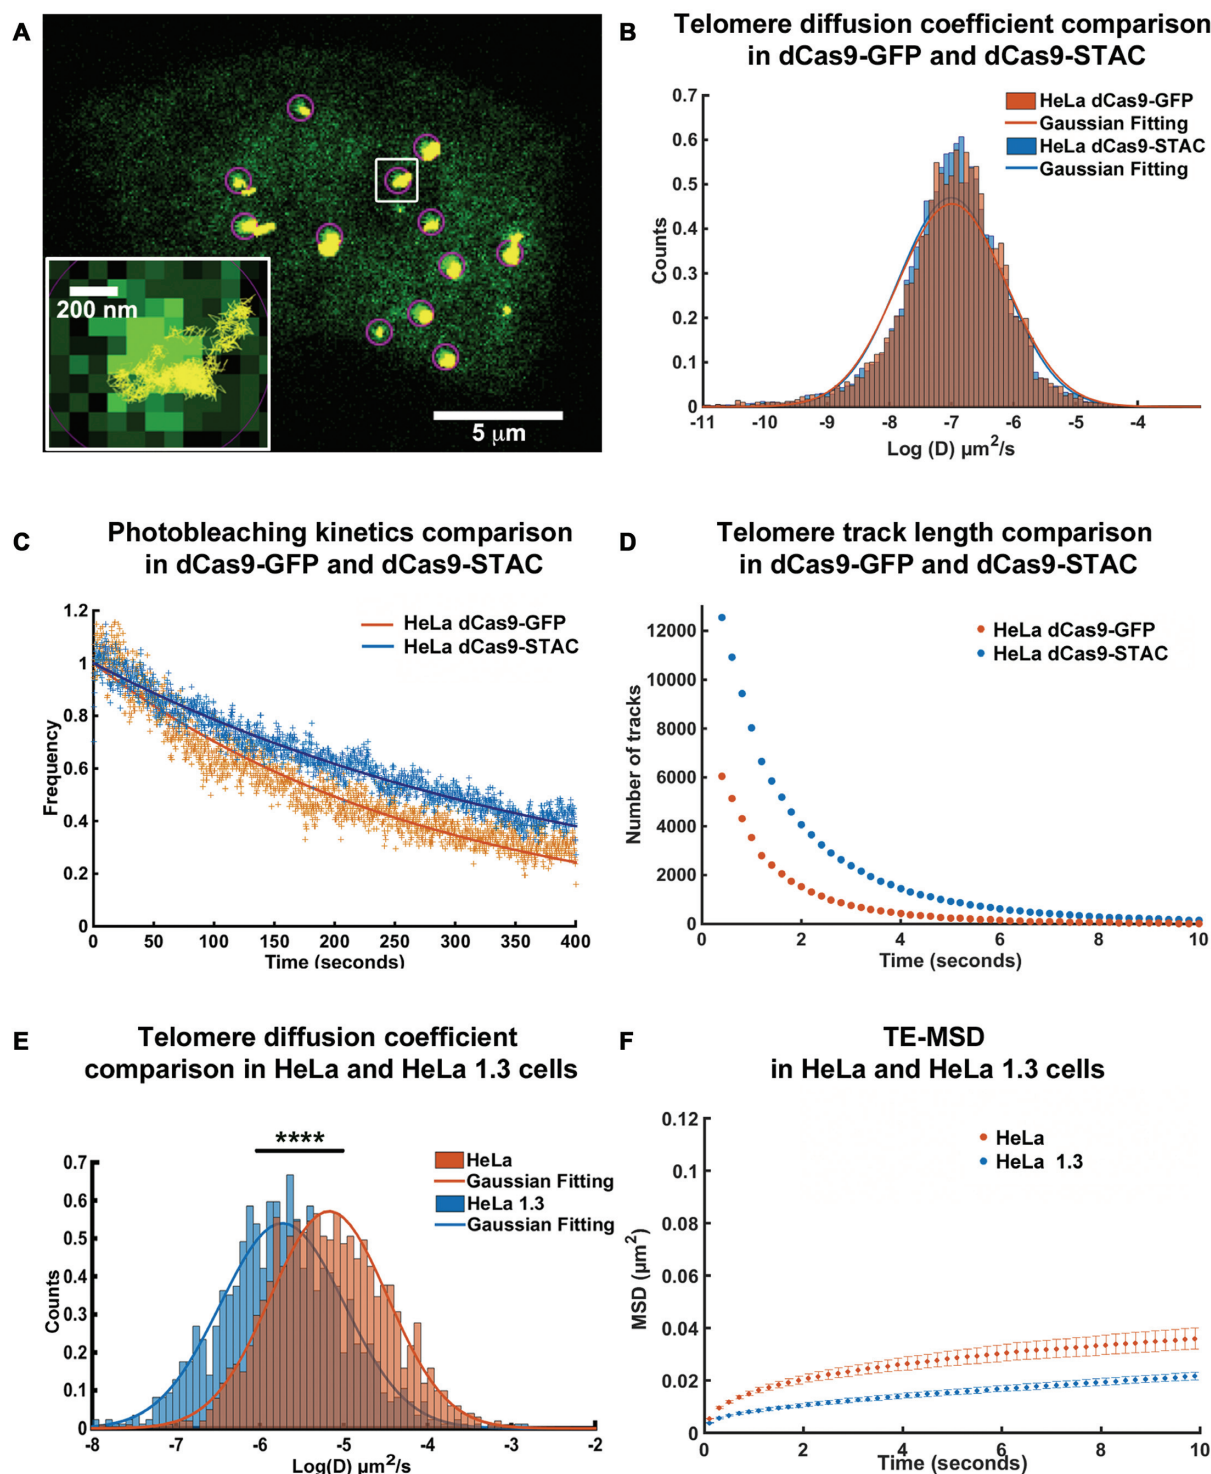 A
200 nm
5 µm
B
Telomere diffusion coefficient comparison
in dCas9-GFP and dCas9-STAC
HeLa dCas9-GFP
Gaussian Fitting
HeLa dCas9-STAC
Gaussian Fitting
0.7
0.6
0.5
0.4
0.3
0.2
0.1
0
Counts
-11 -10 -9 -8 -7 -6 -5 -4
Log (D) µm²/s
C
Photobleaching kinetics comparison
in dCas9-GFP and dCas9-STAC
HeLa dCas9-GFP
HeLa dCas9-STAC
1.2
1
0.8
0.6
0.4
0.2
0
Frequency
0 50 100 150 200 250 300 350 400
Time (seconds)
D
Telomere track length comparison
in dCas9-GFP and dCas9-STAC
HeLa dCas9-GFP
HeLa dCas9-STAC
12000
10000
8000
6000
4000
2000
0
Number of tracks
0 2 4 6 8 10
Time (seconds)
E
Telomere diffusion coefficient
comparison in HeLa and HeLa 1.3 cells
****
HeLa
Gaussian Fitting
HeLa 1.3
Gaussian Fitting
0.7
0.6
0.5
0.4
0.3
0.2
0.1
0
Counts
-8 -7 -6 -5 -4 -3 -2
Log(D) µm²/s
F
TE-MSD
in HeLa and HeLa 1.3 cells
HeLa
HeLa 1.3
0.12
0.1
0.08
0.06
0.04
0.02
0
MSD (µm²)
0 2 4 6 8 10
Time (seconds)